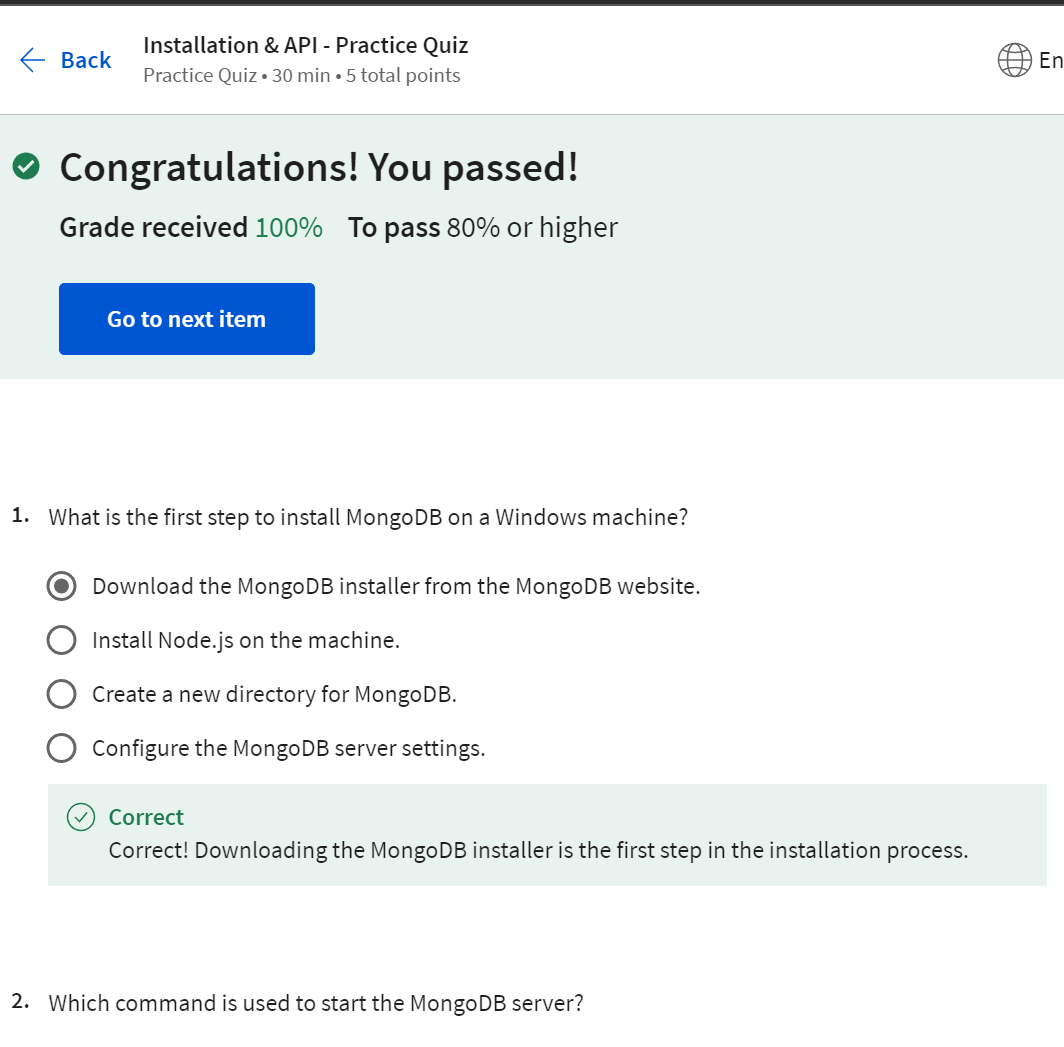 Back
Installation & API - Practice Quiz
Practice Quiz • 30 min • 5 total points
En
Congratulations! You passed!
Grade received 100% To pass 80% or higher
Go to next item
1. What is the first step to install MongoDB on a Windows machine?
Download the MongoDB installer from the MongoDB website.
Install Node.js on the machine.
Create a new directory for MongoDB.
Configure the MongoDB server settings.
Correct
Correct! Downloading the MongoDB installer is the first step in the installation process.
2. Which command is used to start the MongoDB server?